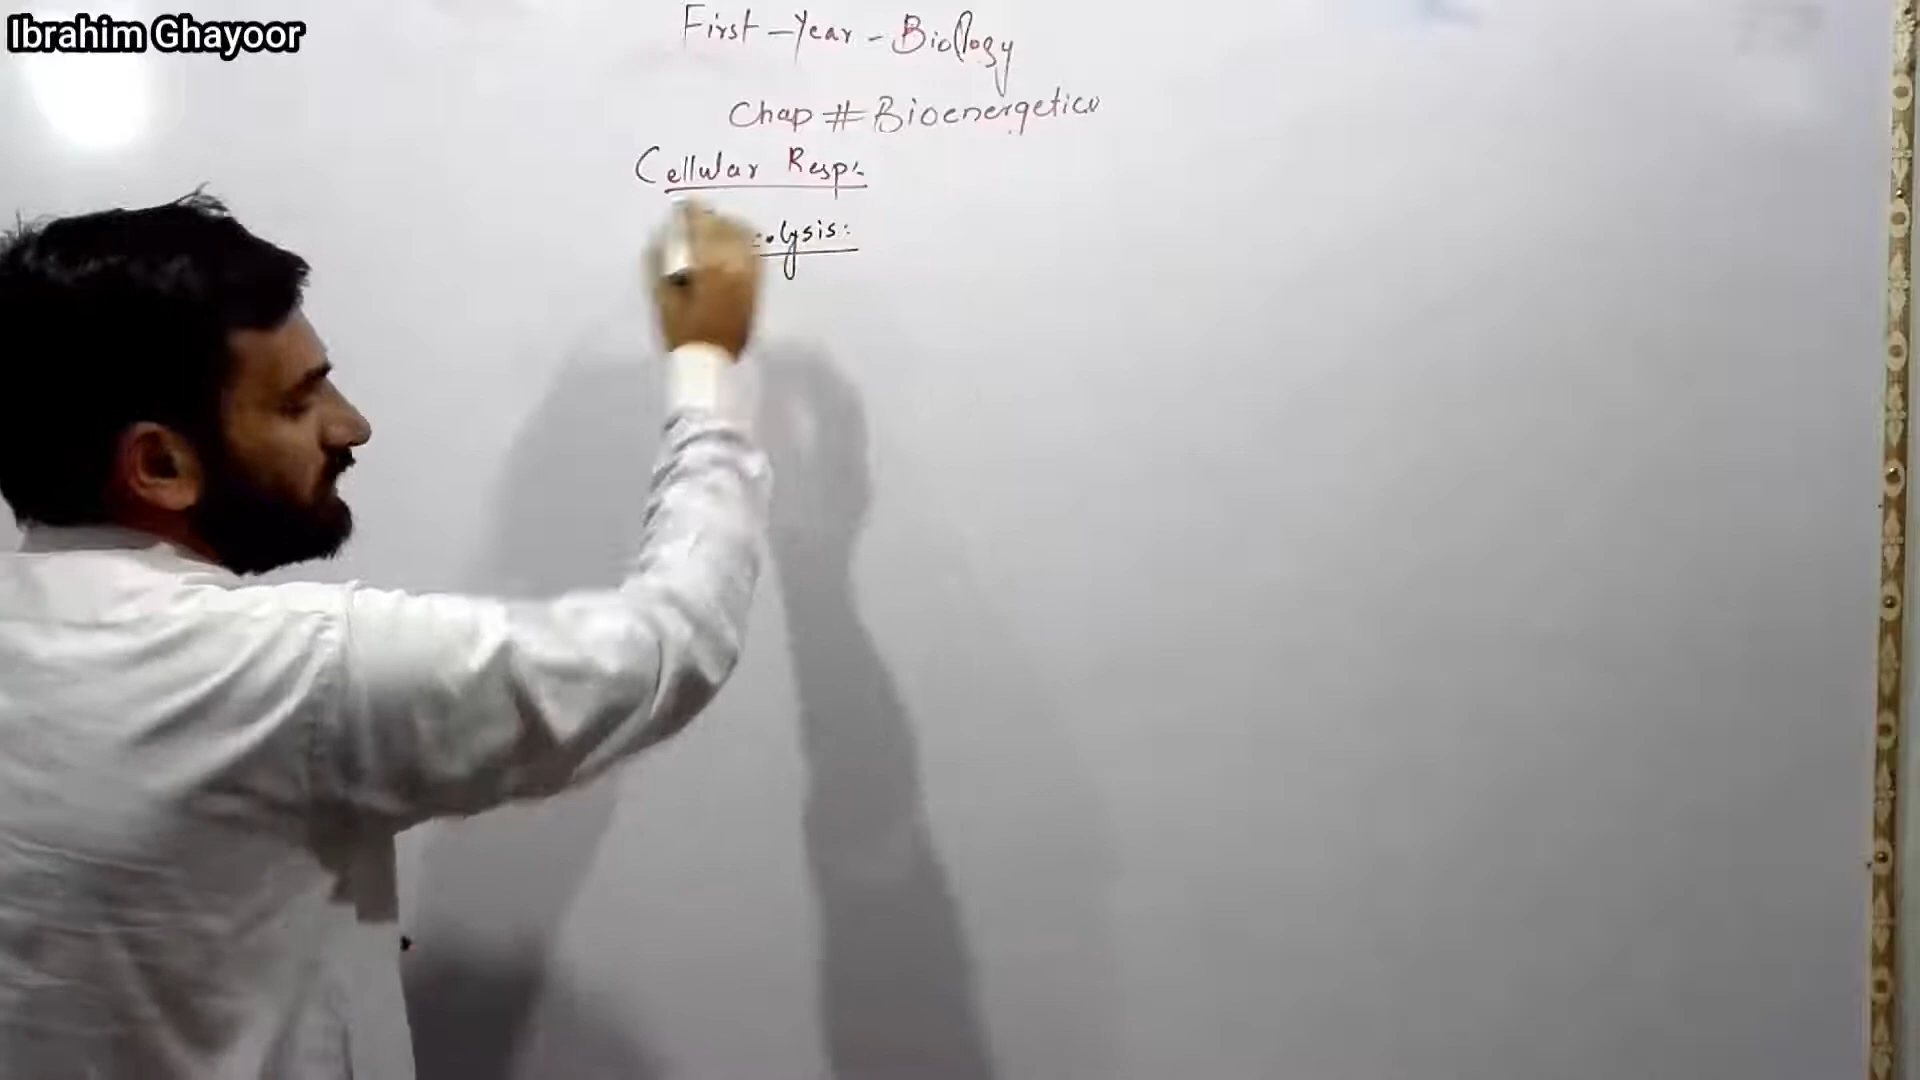 Ibrahim Ghayoor
First-Year-Biology
Chap # Bioenergetics
Cellular Resp:-
olysis: